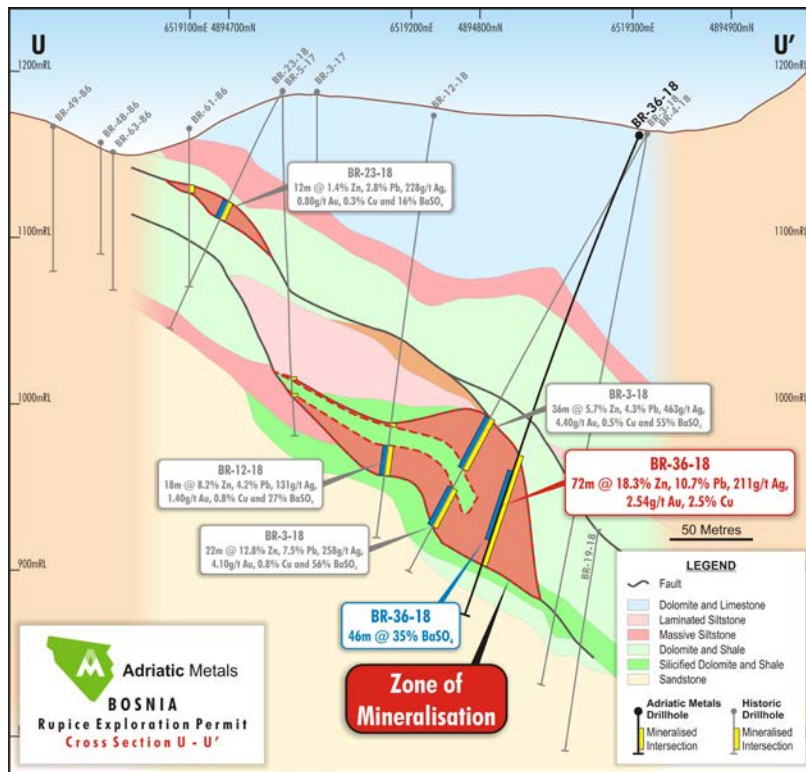 6519100mE
4894700mN
6519200mE
4894800mN
6519300mE
4894900mN
U
U'
1200mRL
1200mRL
BR-49-86
BR-48-86
BR-63-86
BR-61-86
BR-23-18
BR-5-17
BR-3-17
BR-12-18
BR-36-18
BR-3-18
BR-4-18
BR-23-18
12m @ 1.4% Zn, 2.8% Pb, 228g/t Ag,
0.80g/t Au, 0.3% Cu and 16% BaSO₄
1100mRL
1100mRL
1000mRL
1000mRL
BR-3-18
36m @ 5.7% Zn, 4.3% Pb, 463g/t Ag,
4.40g/t Au, 0.5% Cu and 55% BaSO₄
BR-12-18
18m @ 8.2% Zn, 4.2% Pb, 131g/t Ag,
1.40g/t Au, 0.8% Cu and 27% BaSO₄
BR-36-18
72m @ 18.3% Zn, 10.7% Pb, 211g/t Ag,
2.54g/t Au, 2.5% Cu
BR-3-18
22m @ 12.8% Zn, 7.5% Pb, 258g/t Ag,
4.10g/t Au, 0.8% Cu and 56% BaSO₄
50 Metres
BR-19-18
900mRL
BR-36-18
46m @ 35% BaSO₄
Zone of
Mineralisation
LEGEND
Fault
Dolomite and Limestone
Laminated Siltstone
Massive Siltstone
Dolomite and Shale
Silicified Dolomite and Shale
Sandstone
Adriatic Metals
Drillhole
Mineralised
Intersection
Historic
Drillhole
Mineralised
Intersection
Adriatic Metals
BOSNIA
Rupice Exploration Permit
Cross Section U - U'